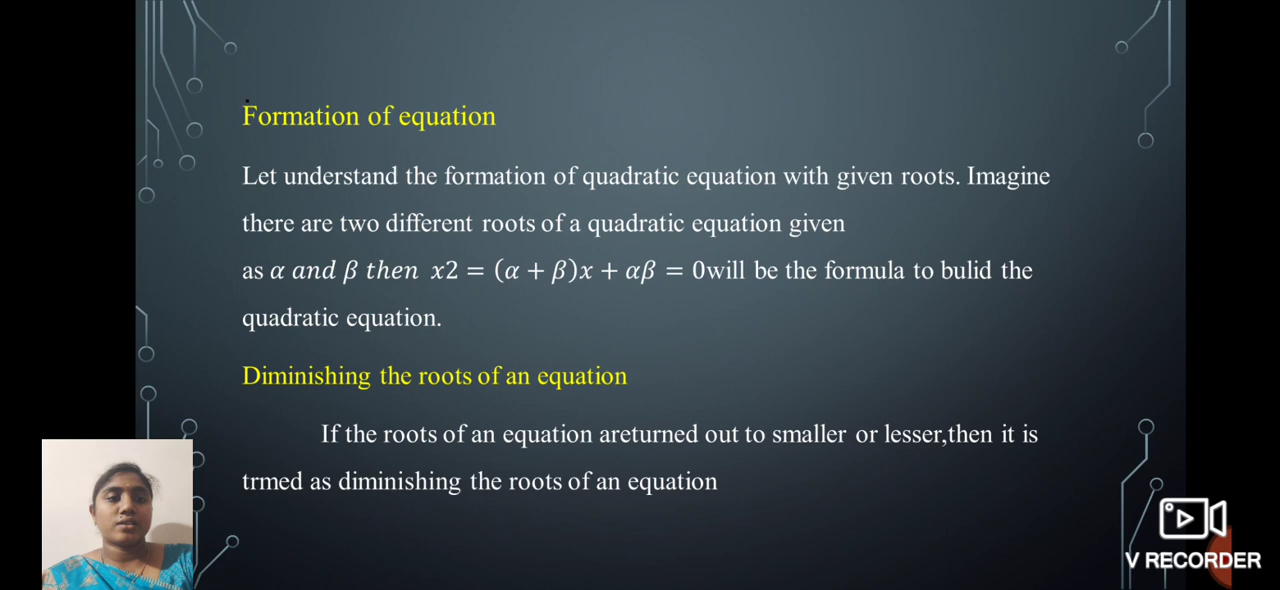 Formation of equation
Let understand the formation of quadratic equation with given roots. Imagine
there are two different roots of a quadratic equation given
as 𝛼 𝑎𝑛𝑑 𝛽 𝑡ℎ𝑒𝑛 𝑥2 = (𝛼 + 𝛽)𝑥 + 𝛼𝛽 = 0will be the formula to bulid the
quadratic equation.
Diminishing the roots of an equation
If the roots of an equation areturned out to smaller or lesser,then it is
trmed as diminishing the roots of an equation
V RECORDER